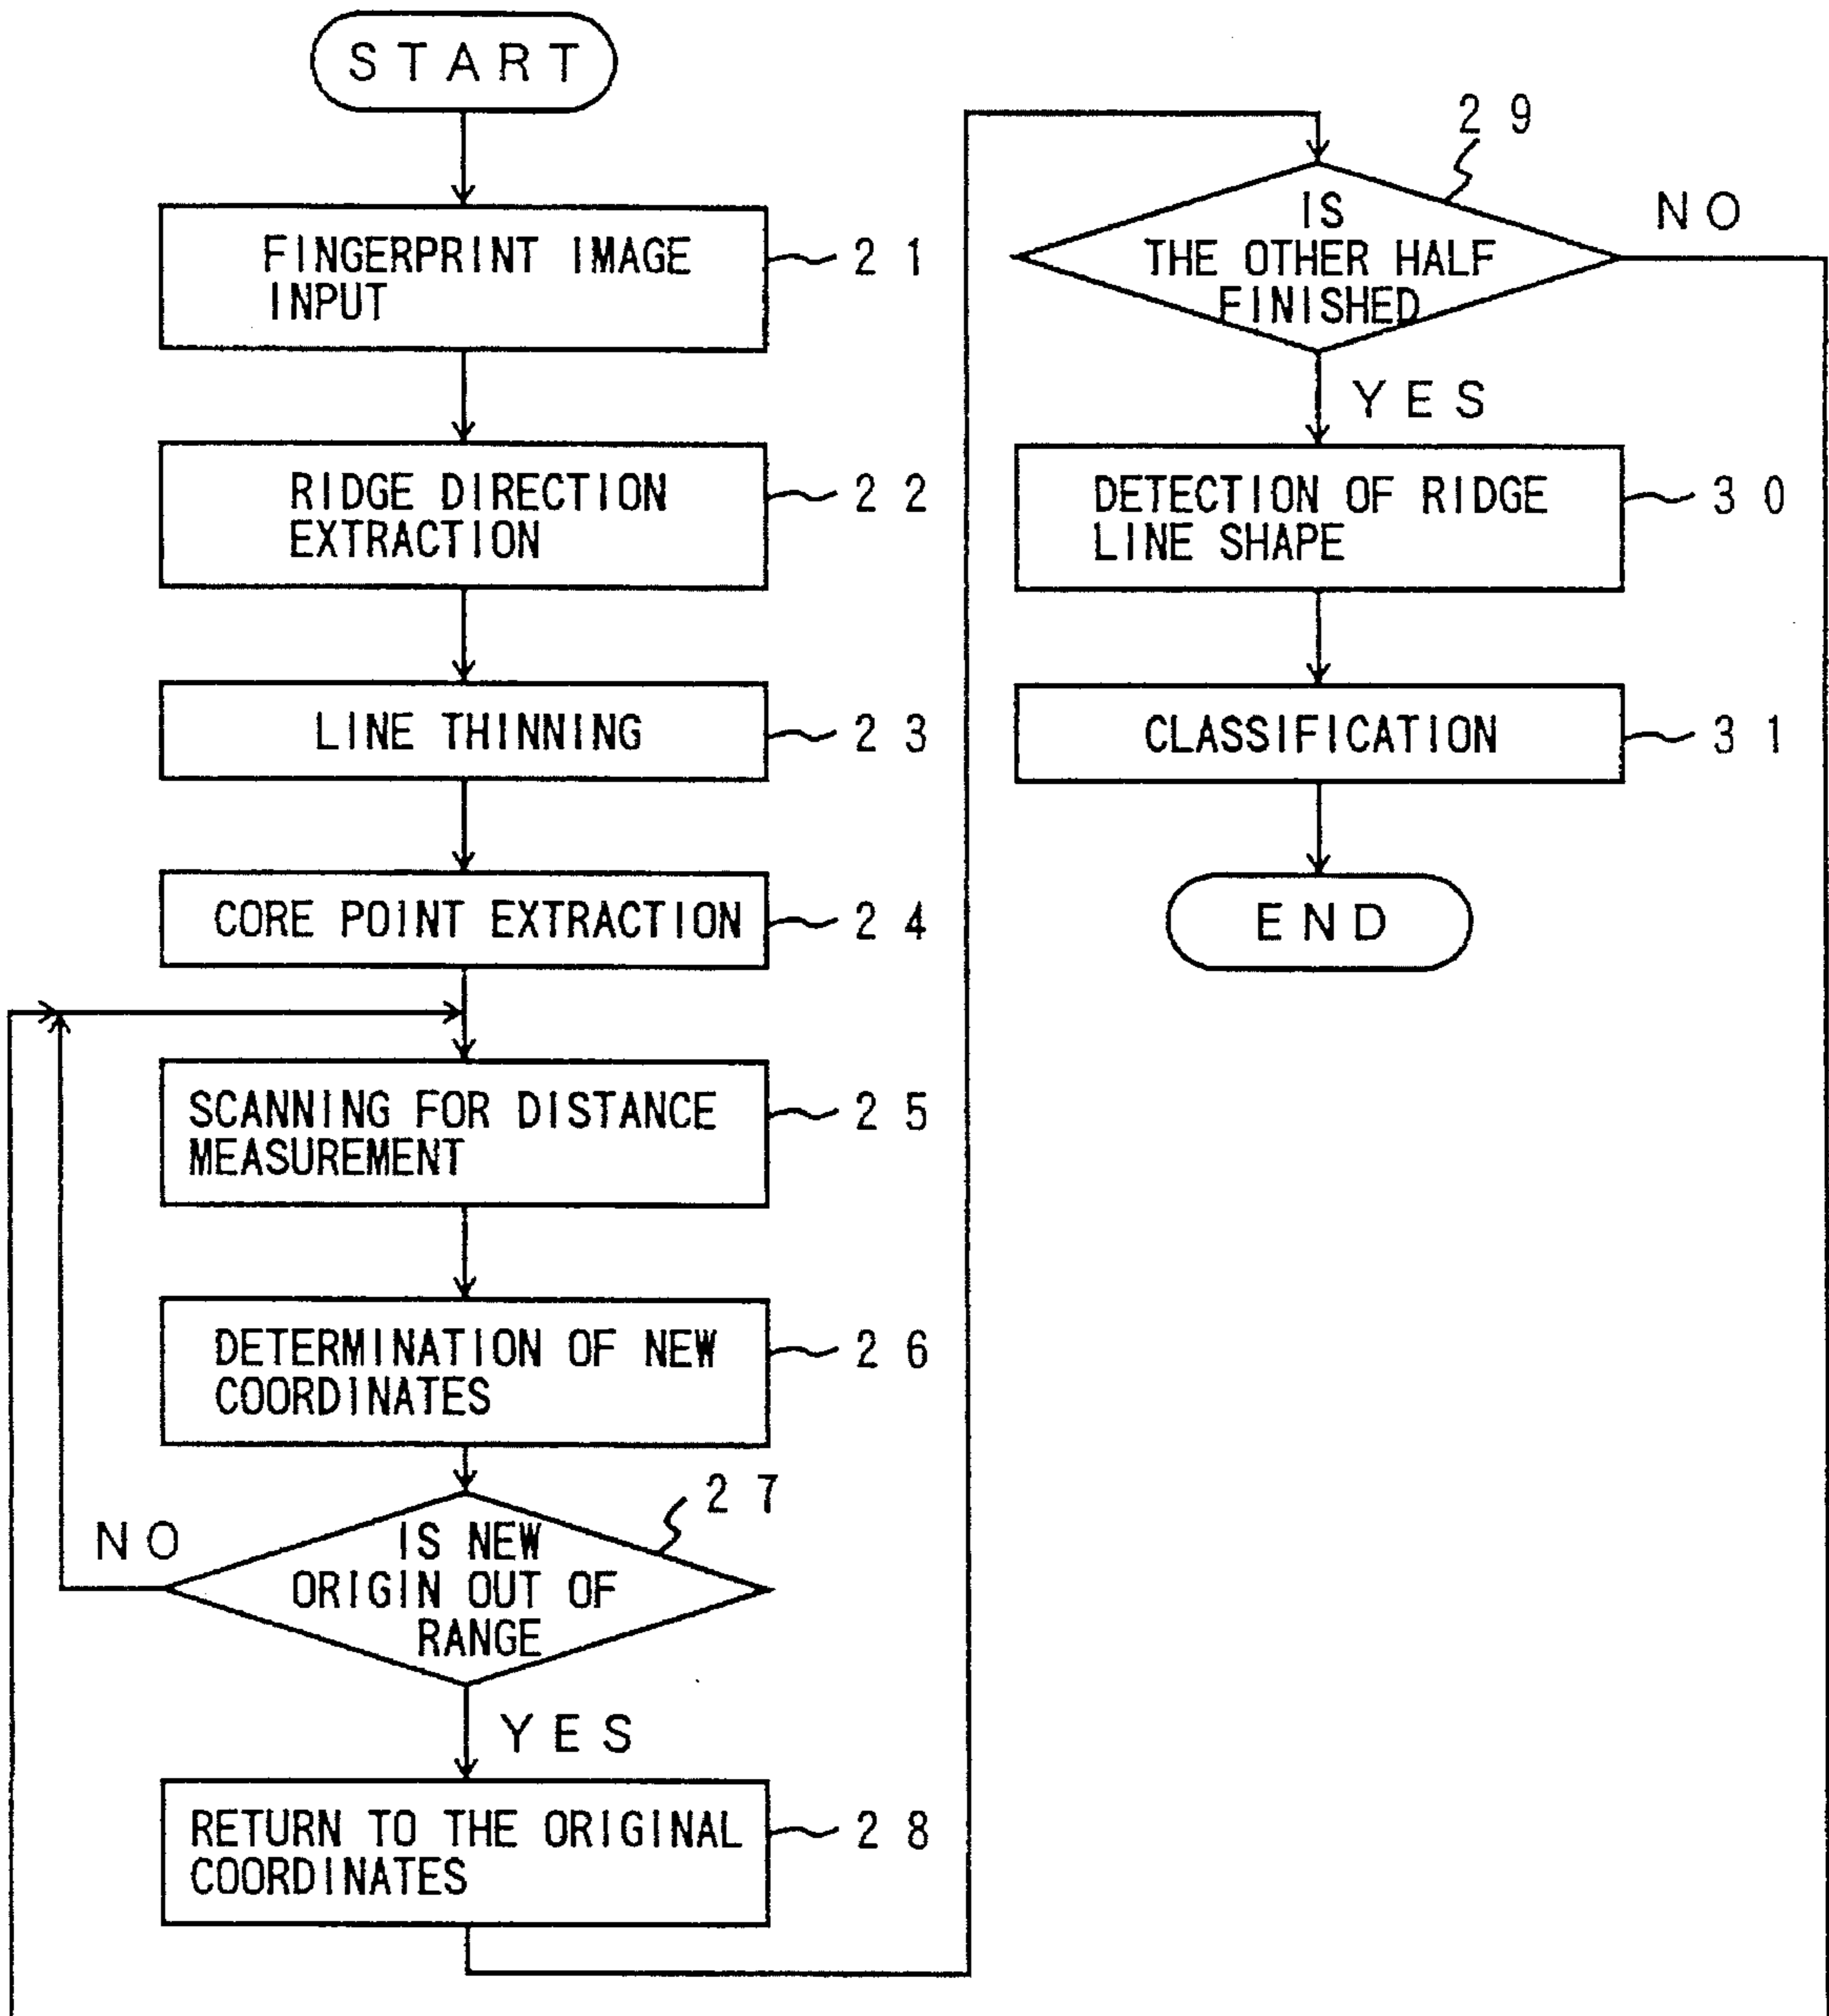 START
FINGERPRINT IMAGE
INPUT
21
RIDGE DIRECTION
EXTRACTION
22
LINE THINNING
23
CORE POINT EXTRACTION
24
SCANNING FOR DISTANCE
MEASUREMENT
25
DETERMINATION OF NEW
COORDINATES
26
27
NO
IS NEW
ORIGIN OUT OF
RANGE
YES
RETURN TO THE ORIGINAL
COORDINATES
28
29
IS
THE OTHER HALF
FINISHED
NO
YES
DETECTION OF RIDGE
LINE SHAPE
30
CLASSIFICATION
31
END